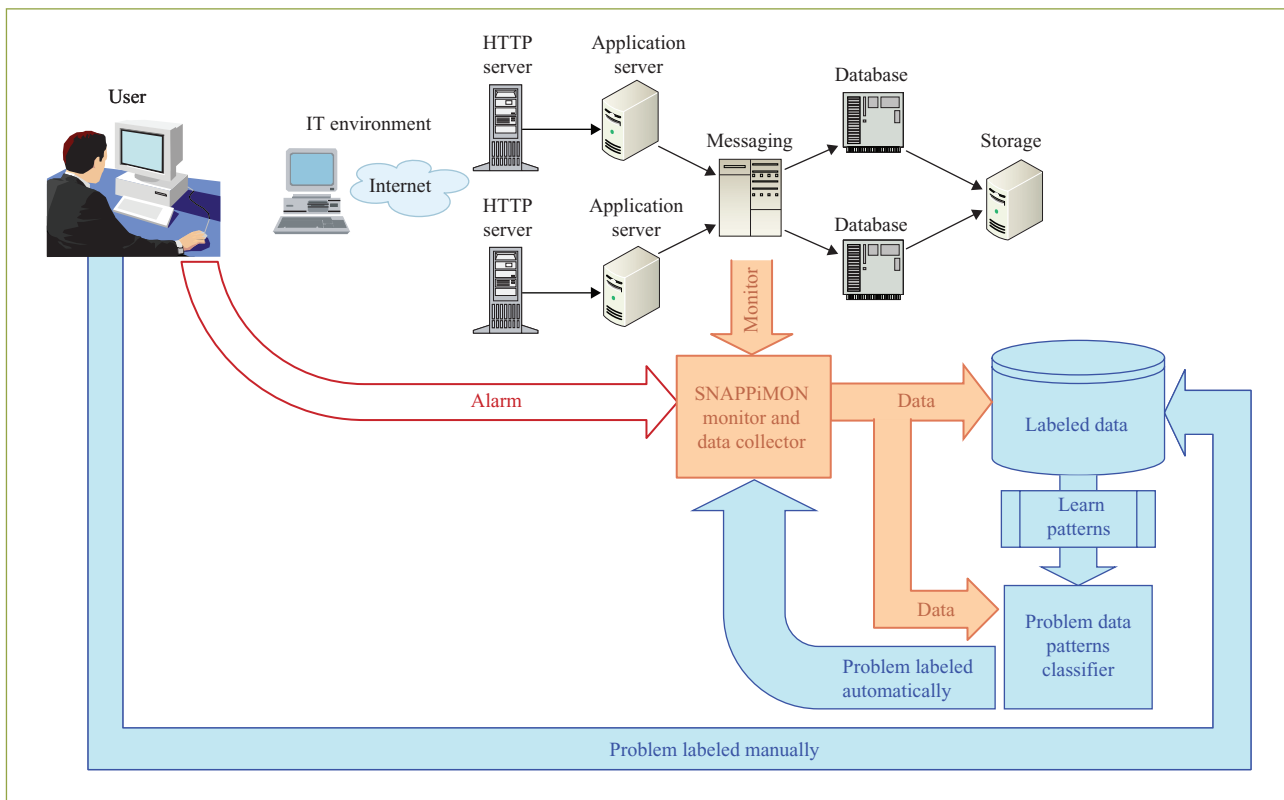 HTTP
server
Application
server
Database
User
IT environment
Messaging
Storage
Internet
HTTP
server
Application
server
Database
Monitor
SNAPPiMON
monitor and
data collector
Alarm
Data
Labeled data
Learn
patterns
Data
Problem data
patterns
classifier
Problem labeled
automatically
Problem labeled manually